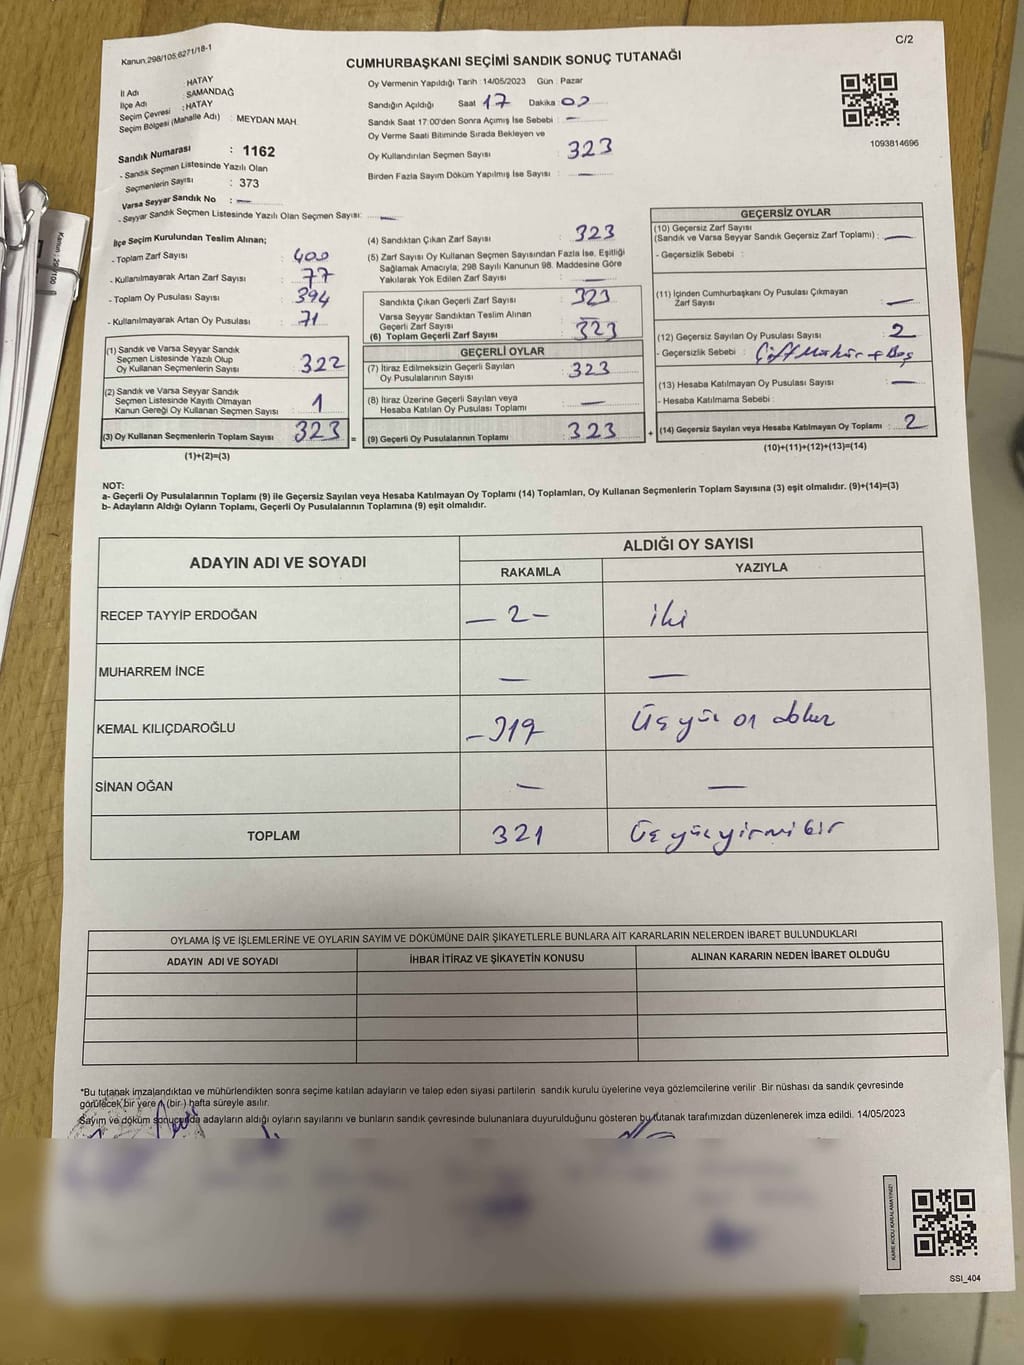 Kanun.298/105;6271/18-1
C/2
CUMHURBAŞKANI SEÇİMİ SANDIK SONUÇ TUTANAĞI
İl Adı : HATAY
İlçe Adı : SAMANDAĞ
Seçim Çevresi : HATAY
Seçim Bölgesi (Mahalle Adı) : MEYDAN MAH.
Sandık Numarası : 1162
- Sandık Seçmen Listesinde Yazılı Olan
Seçmenlerin Sayısı : 373
Varsa Seyyar Sandık No : —
- Seyyar Sandık Seçmen Listesinde Yazılı Olan Seçmen Sayısı: —
Oy Vermenin Yapıldığı Tarih : 14/05/2023 Gün : Pazar
Sandığın Açıldığı Saat 17 Dakika : 00
Sandık Saat 17:00'den Sonra Açımış İse Sebebi : —
Oy Verme Saati Bitiminde Sırada Bekleyen ve
Oy Kullandırılan Seçmen Sayısı : 323
Birden Fazla Sayım Döküm Yapılmış İse Sayısı : —
1093814696
İlçe Seçim Kurulundan Teslim Alınan;
- Toplam Zarf Sayısı : 400
- Kullanılmayarak Artan Zarf Sayısı : 77
- Toplam Oy Pusulası Sayısı : 394
- Kullanılmayarak Artan Oy Pusulası : 71
(1) Sandık ve Varsa Seyyar Sandık
Seçmen Listesinde Yazılı Olup
Oy Kullanan Seçmenlerin Sayısı : 322
(2) Sandık ve Varsa Seyyar Sandık
Seçmen Listesinde Kayıtlı Olmayan
Kanun Gereği Oy Kullanan Seçmen Sayısı : 1
(3) Oy Kullanan Seçmenlerin Toplam Sayısı : 323 =
(1)+(2)=(3)
(4) Sandıktan Çıkan Zarf Sayısı : 323
(5) Zarf Sayısı Oy Kullanan Seçmen Sayısından Fazla İse, Eşitliği
Sağlamak Amacıyla, 298 Sayılı Kanunun 98. Maddesine Göre
Yakılarak Yok Edilen Zarf Sayısı : —
Sandıkta Çıkan Geçerli Zarf Sayısı : 323
Varsa Seyyar Sandıktan Teslim Alınan
Geçerli Zarf Sayısı : —
(6) Toplam Geçerli Zarf Sayısı : 323
GEÇERLİ OYLAR
(7) İtiraz Edilmeksizin Geçerli Sayılan
Oy Pusulalarının Sayısı : 323
(8) İtiraz Üzerine Geçerli Sayılan veya
Hesaba Katılan Oy Pusulaları Toplamı : —
(9) Geçerli Oy Pusulalarının Toplamı : 323 +
GEÇERSİZ OYLAR
(10) Geçersiz Zarf Sayısı
(Sandık ve Varsa Seyyar Sandık Geçersiz Zarf Toplamı) : —
- Geçersizlik Sebebi :
(11) İçinden Cumhurbaşkanı Oy Pusulası Çıkmayan
Zarf Sayısı : —
(12) Geçersiz Sayılan Oy Pusulası Sayısı : 2
- Geçersizlik Sebebi : Çift Mühür + Boş
(13) Hesaba Katılmayan Oy Pusulası Sayısı : —
- Hesaba Katılmama Sebebi :
(14) Geçersiz Sayılan veya Hesaba Katılmayan Oy Toplamı : 2
(10)+(11)+(12)+(13)=(14)
NOT:
a- Geçerli Oy Pusulalarının Toplamı (9) ile Geçersiz Sayılan veya Hesaba Katılmayan Oy Toplamı (14) Toplamları, Oy Kullanan Seçmenlerin Toplam Sayısına (3) eşit olmalıdır. (9)+(14)=(3)
b- Adayların Aldığı Oyların Toplamı, Geçerli Oy Pusulalarının Toplamına (9) eşit olmalıdır.
ADAYIN ADI VE SOYADI ALDIĞI OY SAYISI
RAKAMLA YAZIYLA
RECEP TAYYİP ERDOĞAN — 2 — iki
MUHARREM İNCE — —
KEMAL KILIÇDAROĞLU — 319 Üç yüz on dokuz
SİNAN OĞAN — —
TOPLAM 321 Üç yüz yirmi bir
OYLAMA İŞ VE İŞLEMLERİNE VE OYLARIN SAYIM VE DÖKÜMÜNE DAİR ŞİKAYETLERLE BUNLARA AİT KARARLARIN NELERDEN İBARET BULUNDUKLARI
ADAYIN ADI VE SOYADI İHBAR İTİRAZ VE ŞİKAYETİN KONUSU ALINAN KARARIN NEDEN İBARET OLDUĞU
*Bu tutanak imzalandıktan ve mühürlendikten sonra seçime katılan adayların ve talep eden siyasi partilerin sandık kurulu üyelerine veya gözlemcilerine verilir .Bir nüshası da sandık çevresinde
görülecek bir yere (bir) hafta süreyle asılır.
Sayım ve döküm sonucunda adayların aldığı oyların sayılarını ve bunların sandık çevresinde bulunanlara duyurulduğunu gösteren bu tutanak tarafımızdan düzenlenerek imza edildi. 14/05/2023
KARE KODU KARALAMAYINIZ!
SSI_404